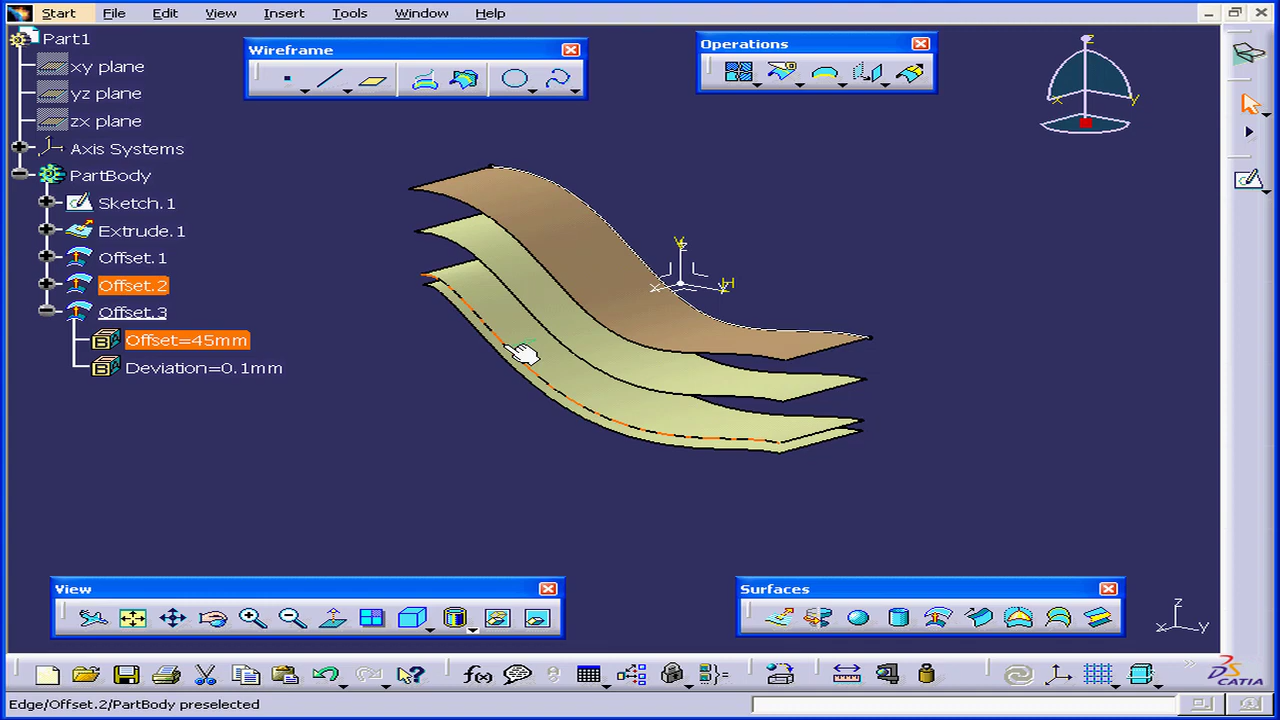 Start File Edit View Insert Tools Window Help
Part1
Wireframe
Operations
xy plane
yz plane
zx plane
Axis Systems
PartBody
Sketch.1
Extrude.1
Offset.1
Offset.2
Offset.3
Offset=45mm
Deviation=0.1mm
z
x y
V
z
x H
View
Surfaces
z
x y
f(x)
CATIA
Edge/Offset.2/PartBody preselected